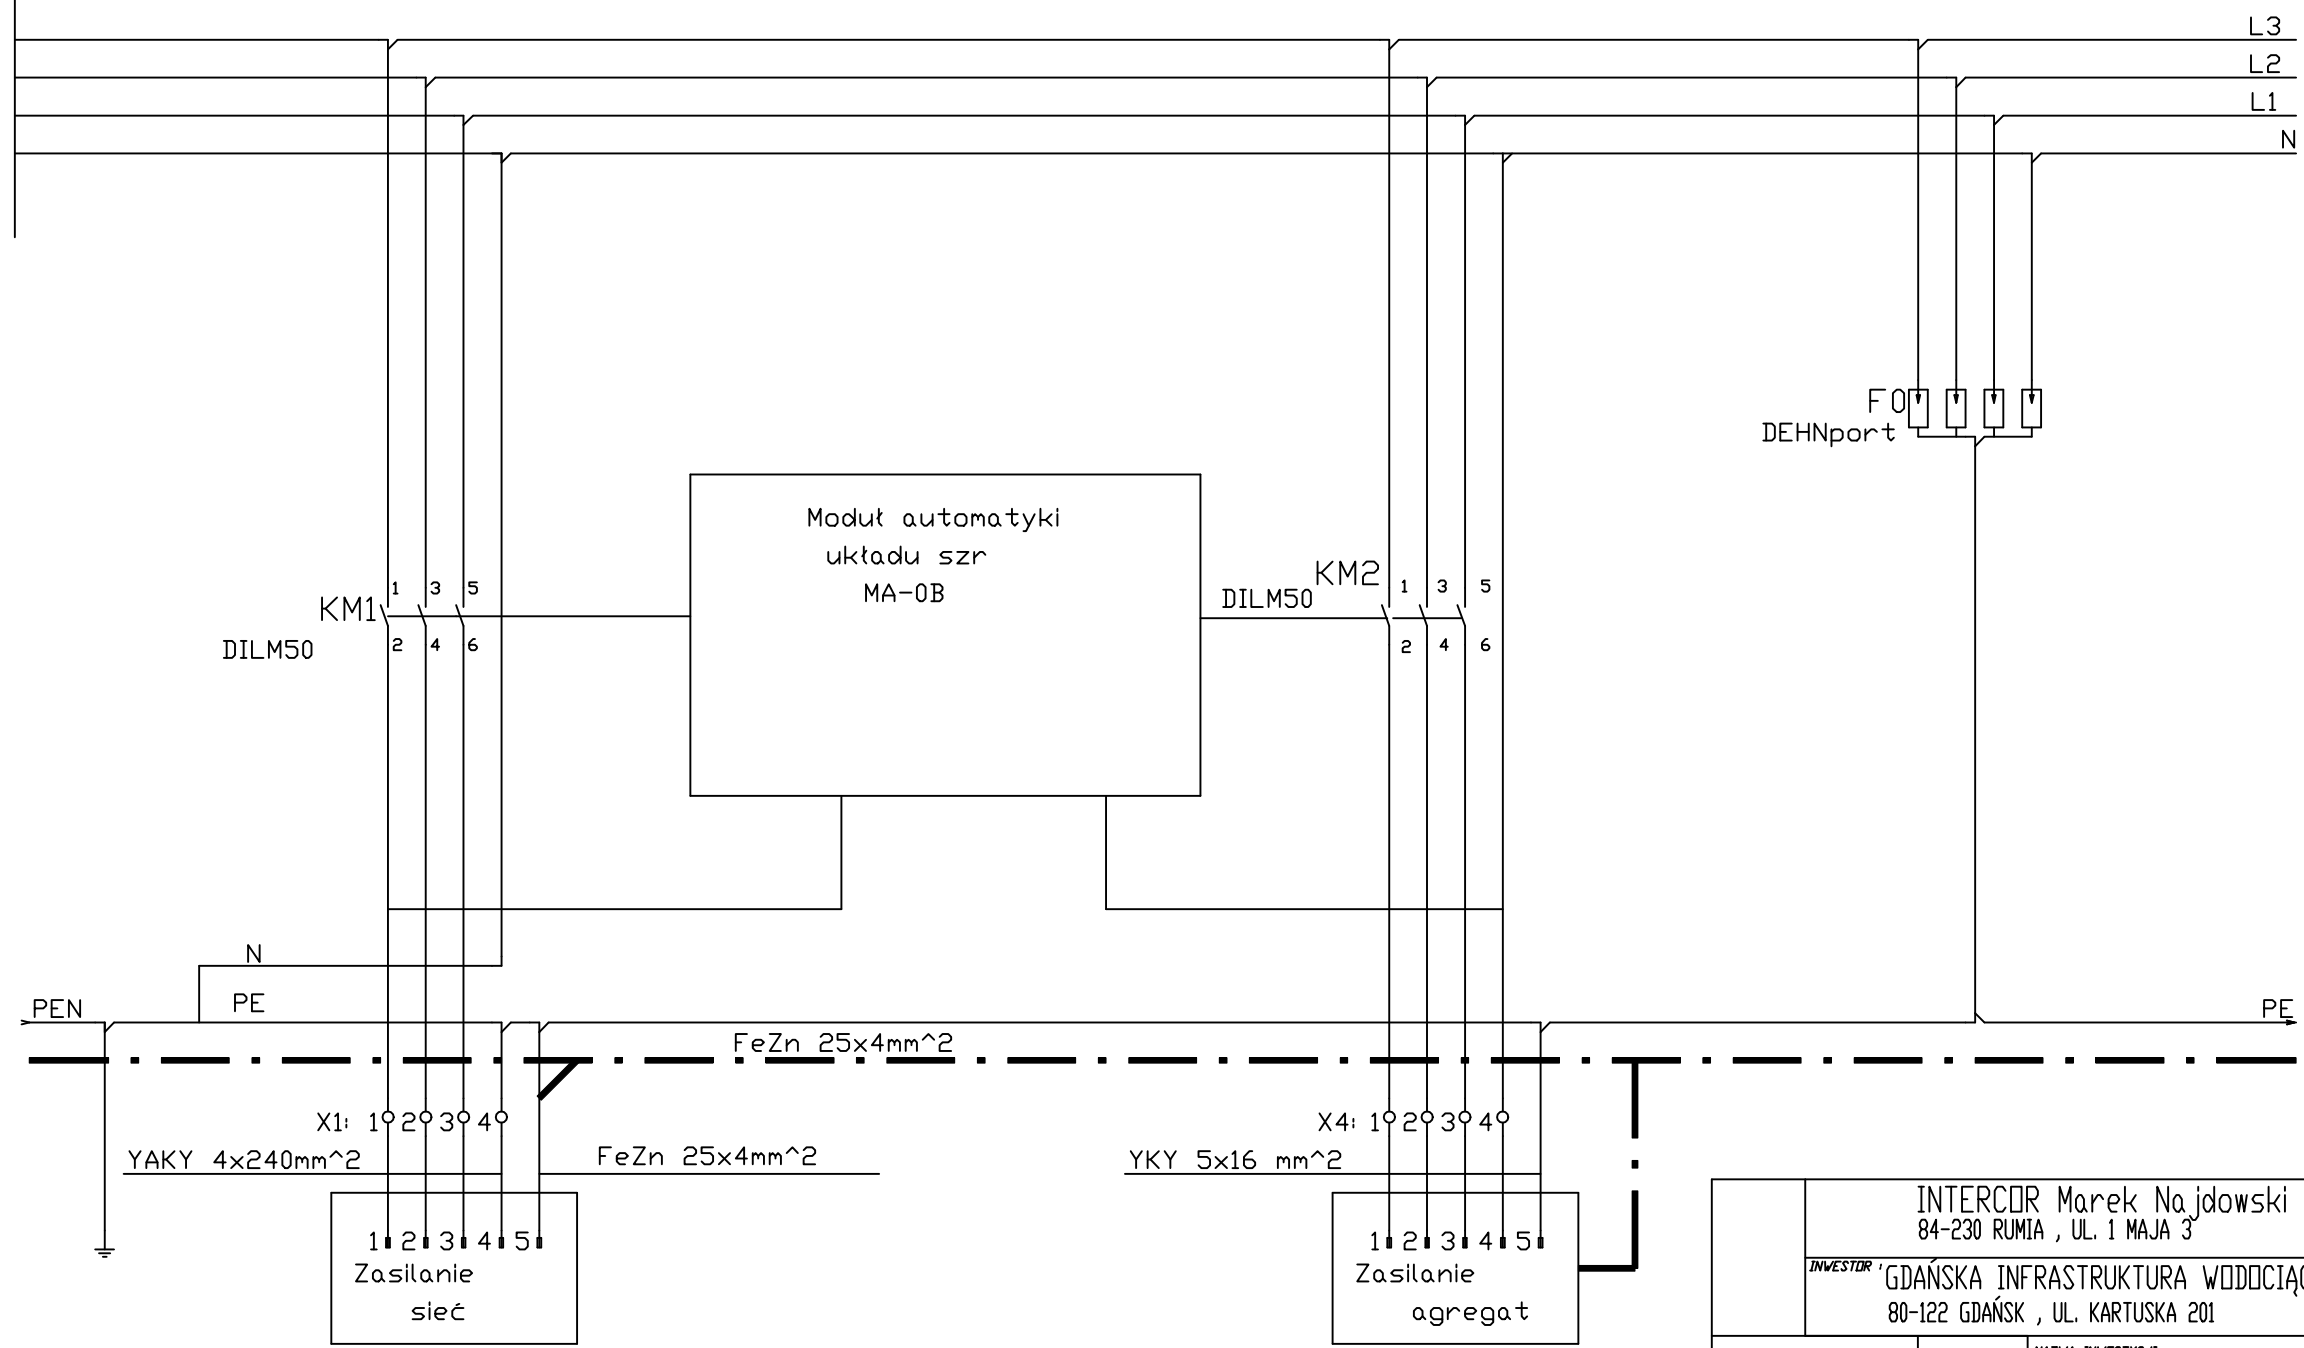 L3
L2
L1
N
F0
DEHNport
Moduł automatyki
układu szr
MA-0B
KM1
1 3 5
2 4 6
DILM50
KM2
DILM50
1 3 5
2 4 6
N
PEN
PE
PE
FeZn 25x4mm^2
X1: 1 2 3 4
X4: 1 2 3 4
YAKY 4x240mm^2
FeZn 25x4mm^2
YKY 5x16 mm^2
1 2 3 4 5
Zasilanie
sieć
1 2 3 4 5
Zasilanie
agregat
INTERCOR Marek Najdowski
84-230 RUMIA , UL. 1 MAJA 3
INWESTOR :
GDAŃSKA INFRASTRUKTURA
80-122 GDAŃSK , UL. KARTUSKA 201